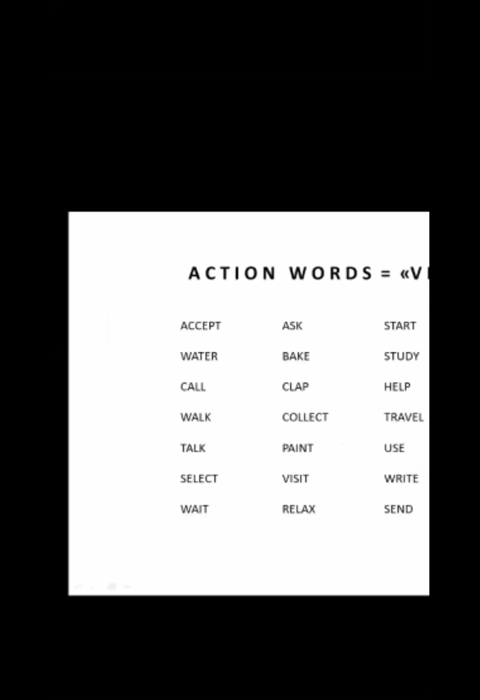 ACTION WORDS = «V
ACCEPT ASK START
WATER BAKE STUDY
CALL CLAP HELP
WALK COLLECT TRAVEL
TALK PAINT USE
SELECT VISIT WRITE
WAIT RELAX SEND